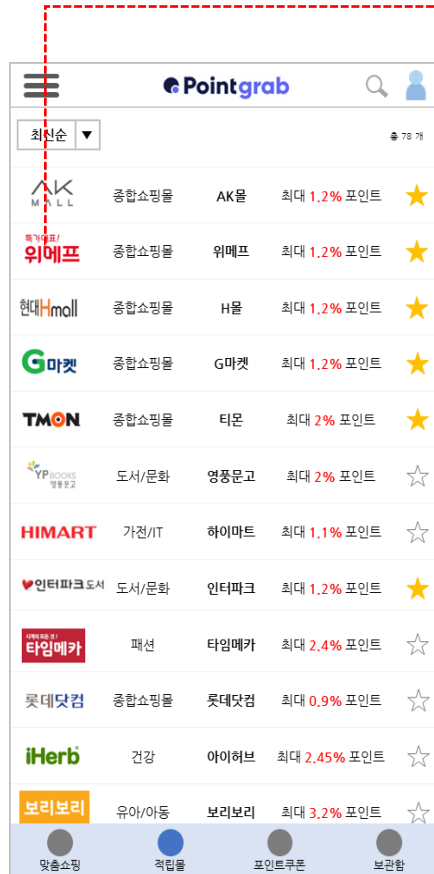 Pointgrab
최신순 ▼ 총 78 개
AK MALL 종합쇼핑몰 AK몰 최대 1.2% 포인트
특가대표! 위메프 종합쇼핑몰 위메프 최대 1.2% 포인트
현대Hmall 종합쇼핑몰 H몰 최대 1.2% 포인트
G마켓 종합쇼핑몰 G마켓 최대 1.2% 포인트
TMON 종합쇼핑몰 티몬 최대 2% 포인트
YPBOOKS 영풍문고 도서/문화 영풍문고 최대 2% 포인트
HIMART 가전/IT 하이마트 최대 1.1% 포인트
인터파크도서 도서/문화 인터파크 최대 1.2% 포인트
시계의 모든 것! 타임메카 패션 타임메카 최대 2.4% 포인트
롯데닷컴 종합쇼핑몰 롯데닷컴 최대 0.9% 포인트
iHerb 건강 아이허브 최대 2.45% 포인트
보리보리 유아/아동 보리보리 최대 3.2% 포인트
맞춤쇼핑 적립몰 포인트쿠폰 보관함